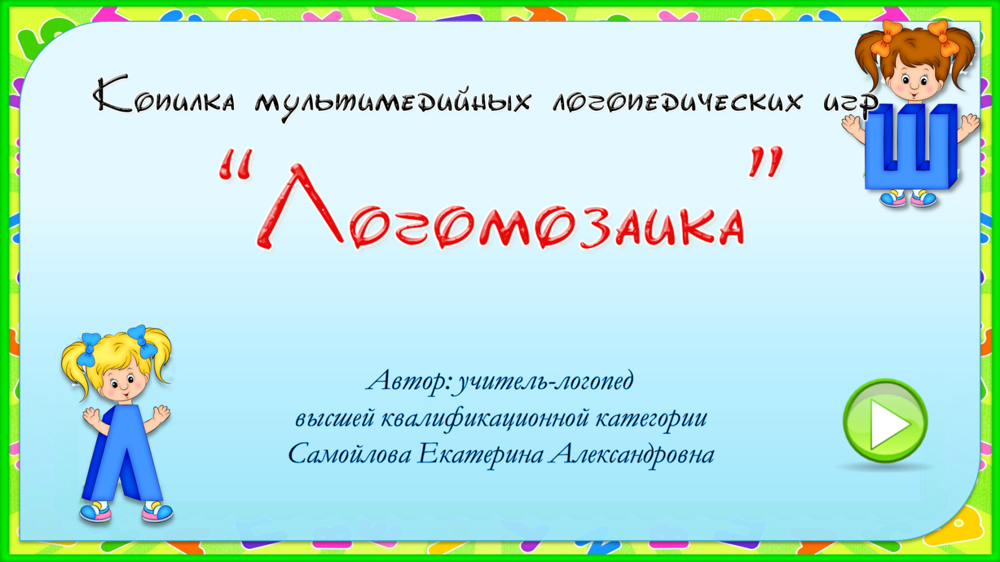 Копилка мультимедийных логопедических игр
“Логомозаика”
Ш
Автор: учитель-логопед
высшей квалификационной категории
Самойлова Екатерина Александровна
Л